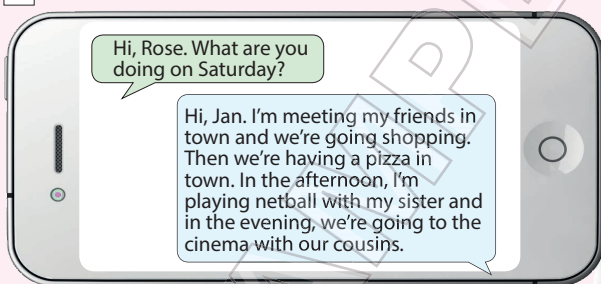 Hi, Rose. What are you
doing on Saturday?
Hi, Jan. I'm meeting my friends in
town and we're going shopping.
Then we're having a pizza in
town. In the afternoon, I'm
playing netball with my sister and
in the evening, we're going to the
cinema with our cousins.